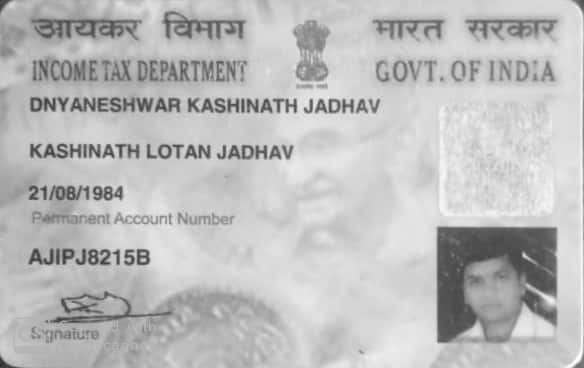 आयकर विभाग
INCOME TAX DEPARTMENT
भारत सरकार
GOVT. OF INDIA
DNYANESHWAR KASHINATH JADHAV
KASHINATH LOTAN JADHAV
21/08/1984
Permanent Account Number
AJIPJ8215B
Signature